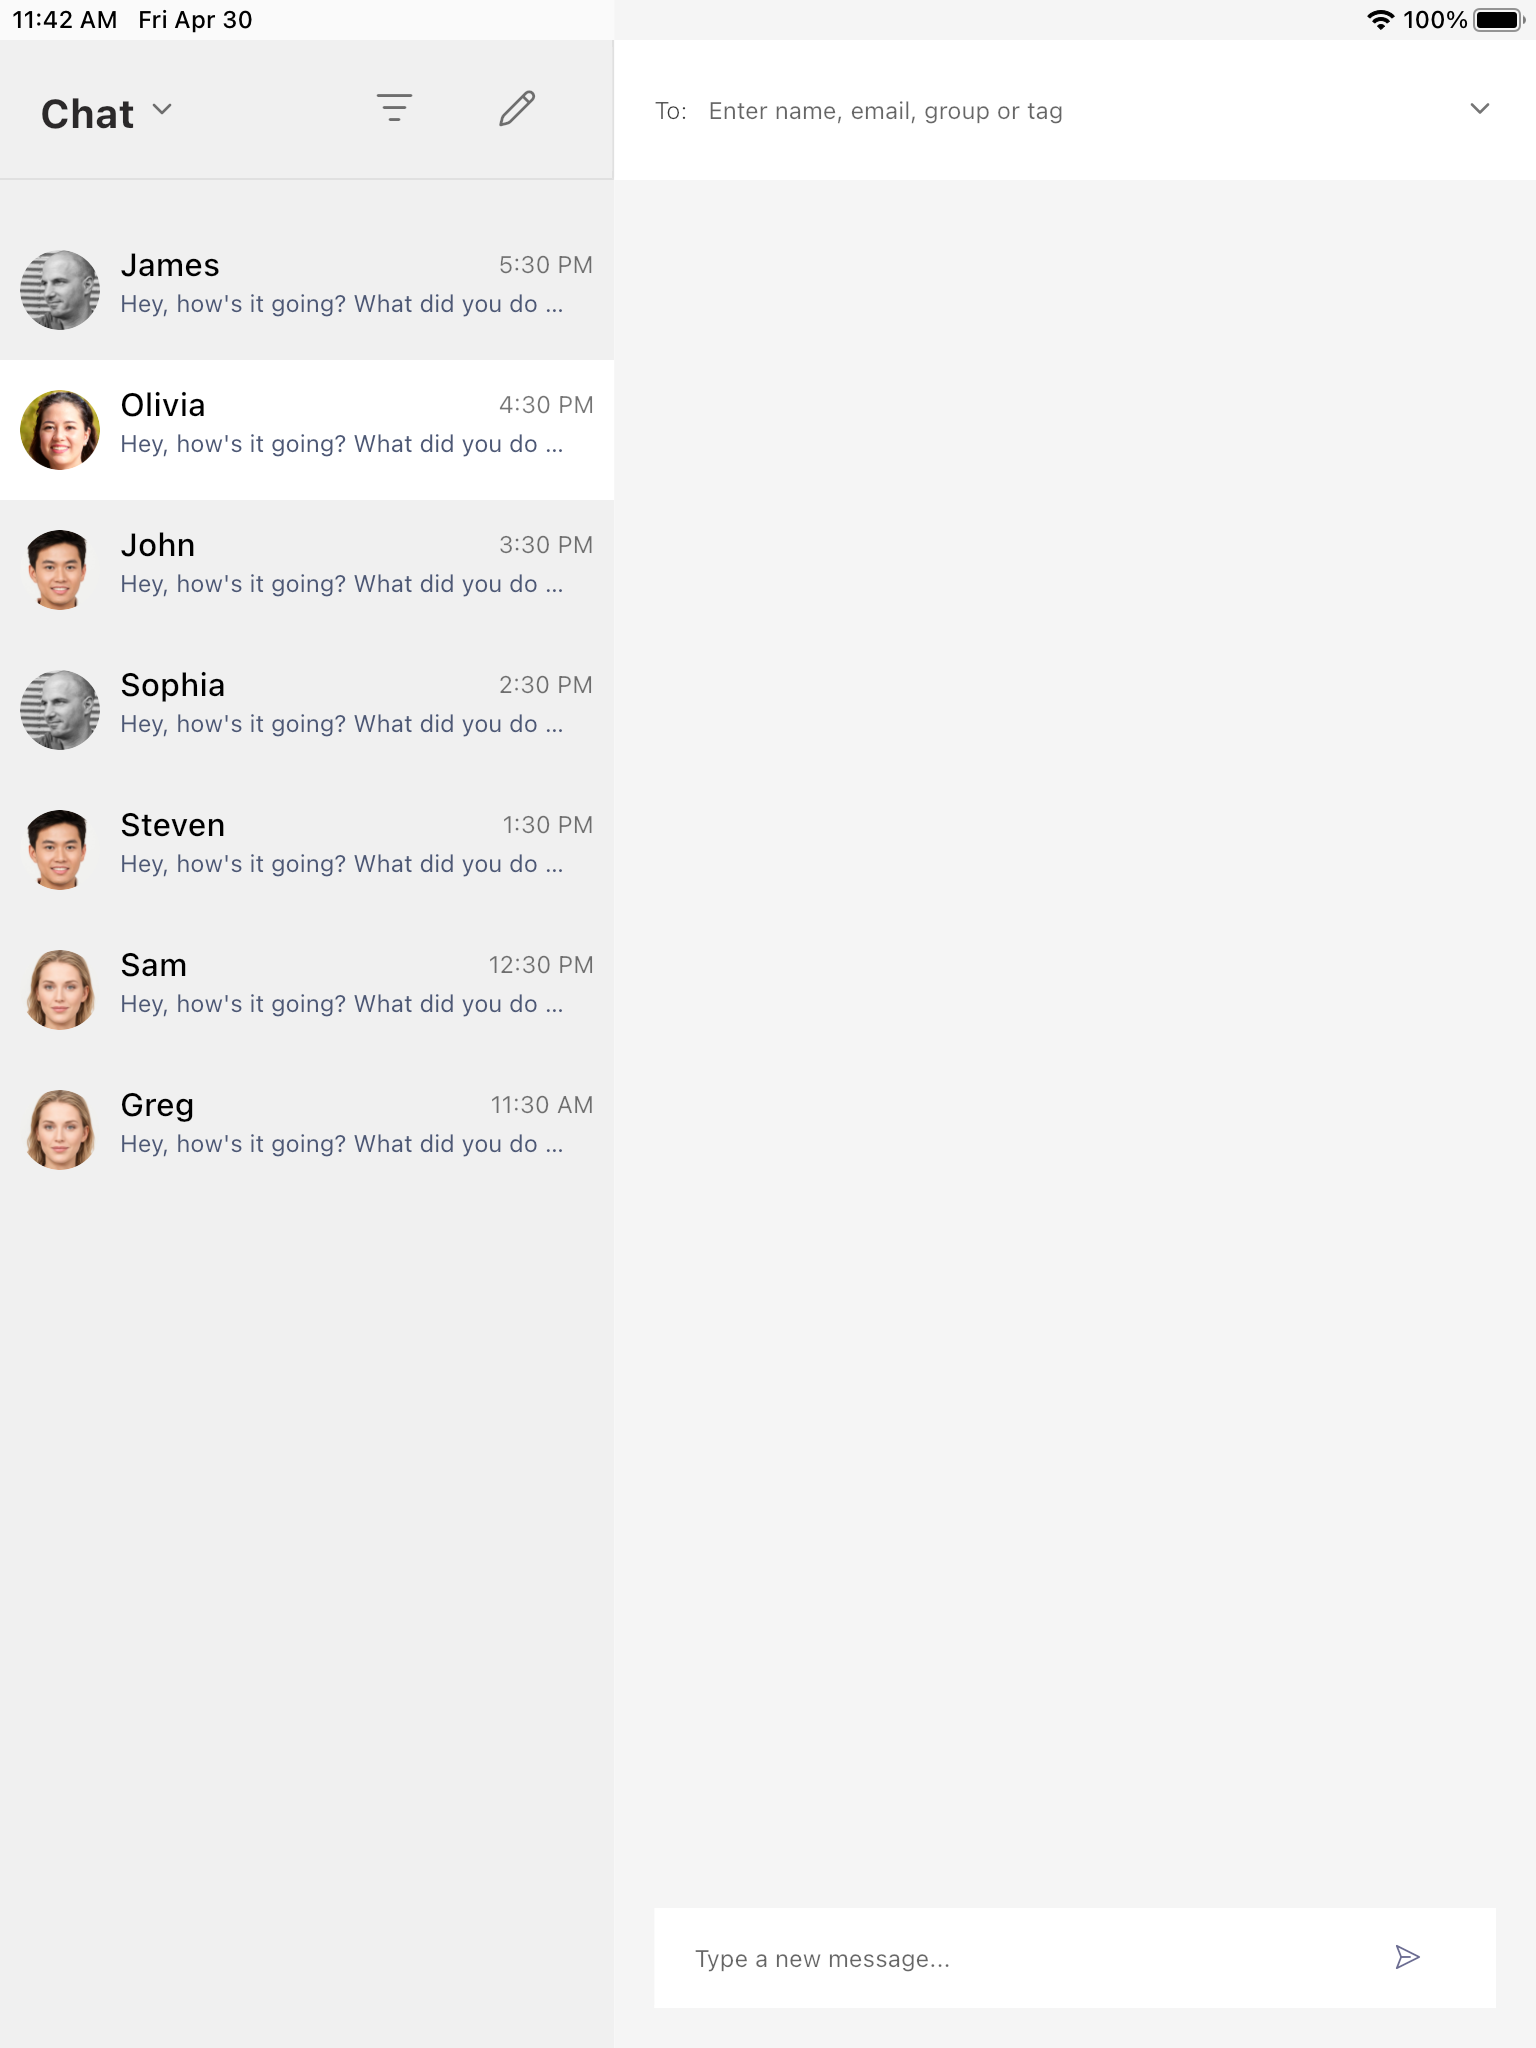 11:42 AM Fri Apr 30
100%
Chat
To: Enter name, email, group or tag
James 5:30 PM
Hey, how's it going? What did you do ...
Olivia 4:30 PM
Hey, how's it going? What did you do ...
John 3:30 PM
Hey, how's it going? What did you do ...
Sophia 2:30 PM
Hey, how's it going? What did you do ...
Steven 1:30 PM
Hey, how's it going? What did you do ...
Sam 12:30 PM
Hey, how's it going? What did you do ...
Greg 11:30 AM
Hey, how's it going? What did you do ...
Type a new message...